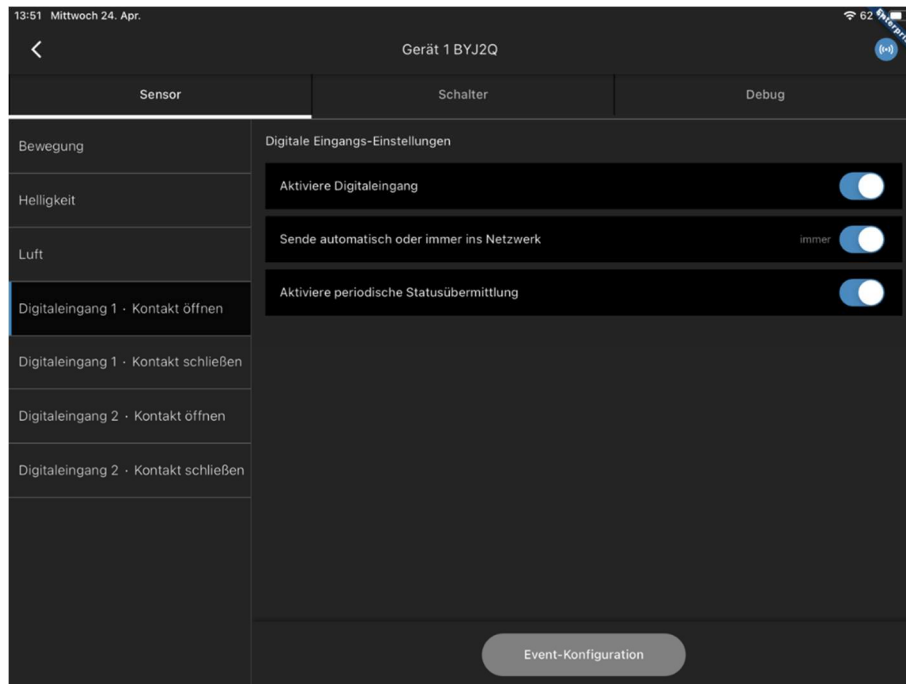 13:51 Mittwoch 24. Apr.
62
Gerät 1 BYJ2Q
Sensor
Schalter
Debug
Bewegung
Helligkeit
Luft
Digitaleingang 1 · Kontakt öffnen
Digitaleingang 1 · Kontakt schließen
Digitaleingang 2 · Kontakt öffnen
Digitaleingang 2 · Kontakt schließen
Digitale Eingangs-Einstellungen
Aktiviere Digitaleingang
Sende automatisch oder immer ins Netzwerk immer
Aktiviere periodische Statusübermittlung
Event-Konfiguration